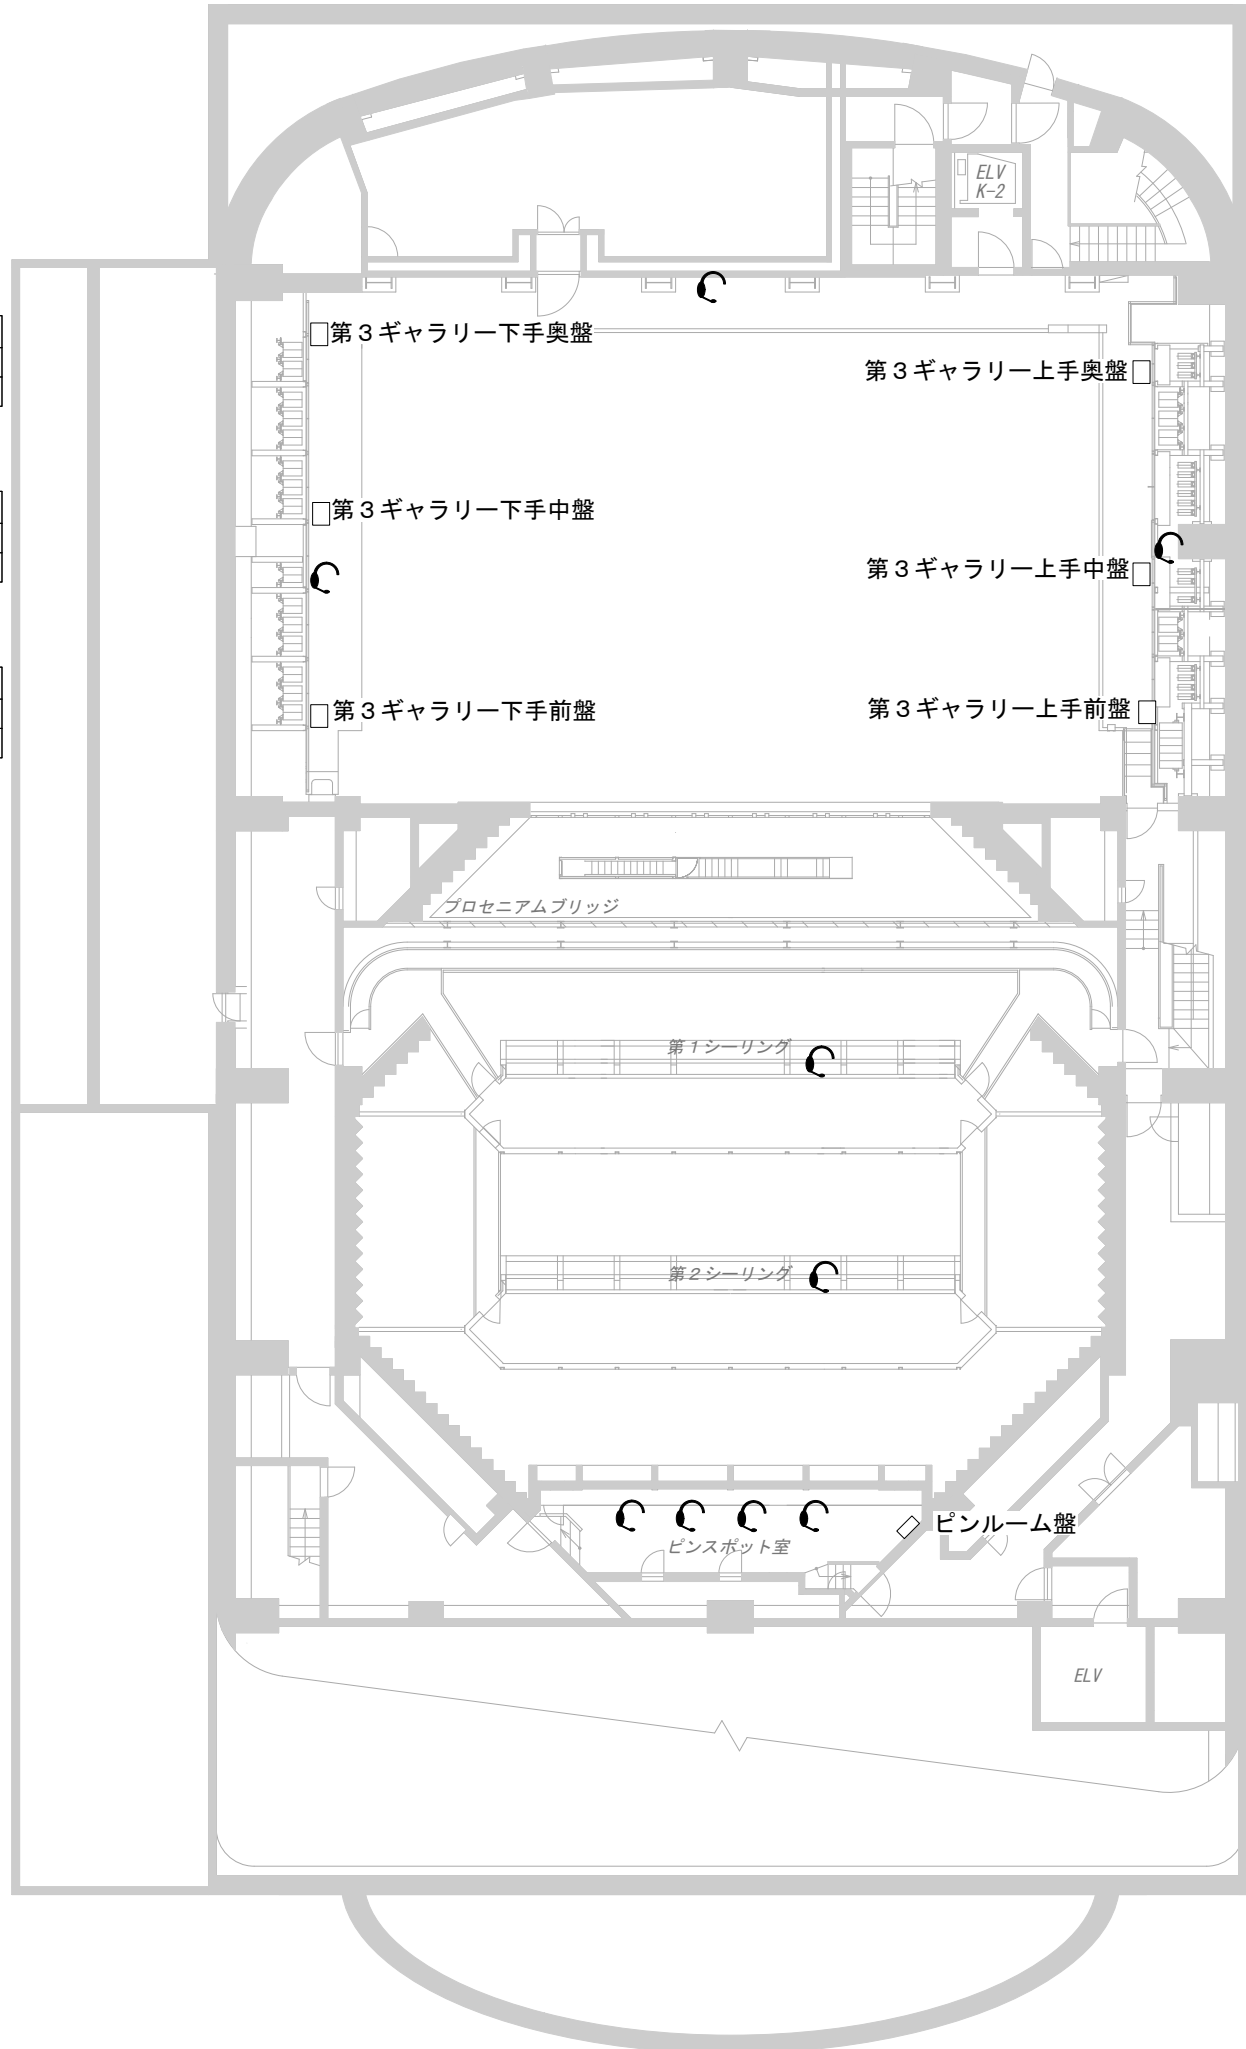 ELV
K-2
第３ギャラリー下手奥盤
第３ギャラリー上手奥盤
第３ギャラリー下手中盤
第３ギャラリー上手中盤
第３ギャラリー下手前盤
第３ギャラリー上手前盤
プロセニアムブリッジ
第１シーリング
第２シーリング
ピンルーム盤
ピンスポット室
ELV